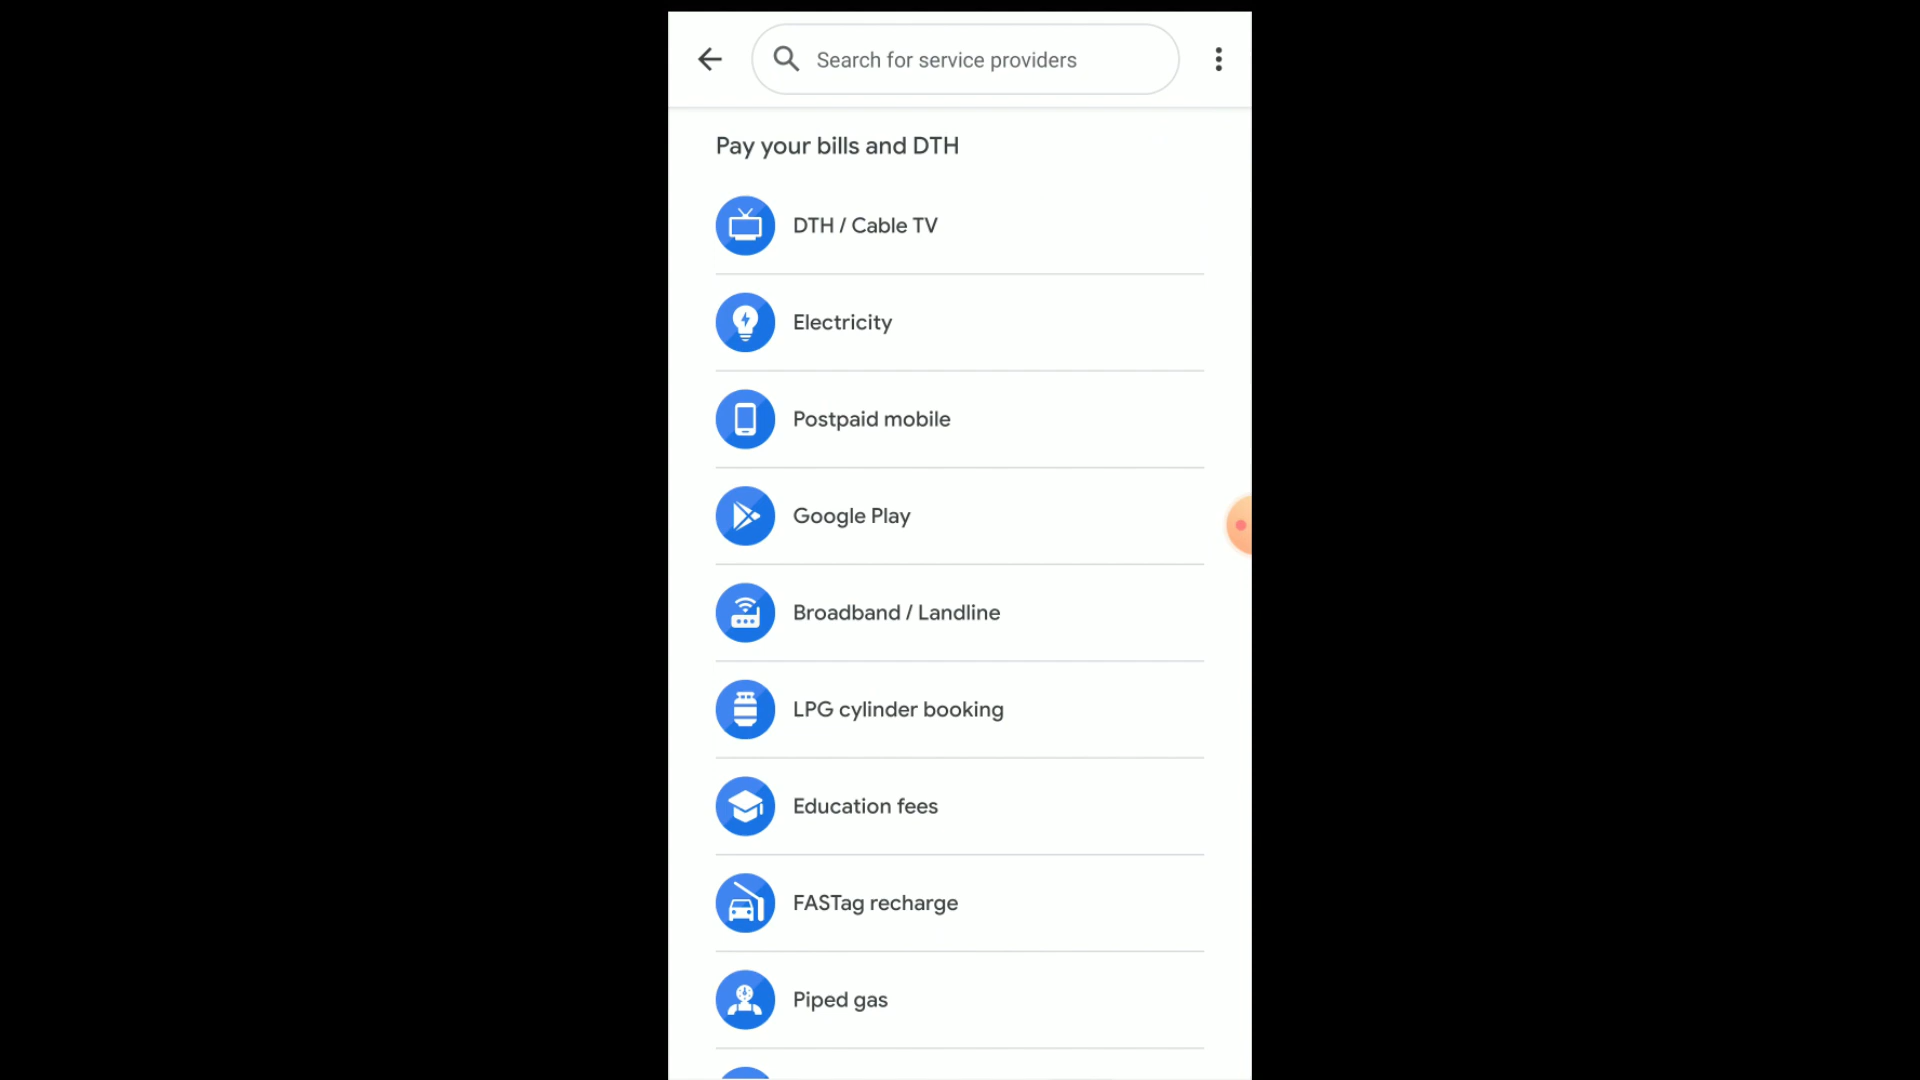 Search for service providers
Pay your bills and DTH
DTH / Cable TV
Electricity
Postpaid mobile
Google Play
Broadband / Landline
LPG cylinder booking
Education fees
FASTag recharge
Piped gas